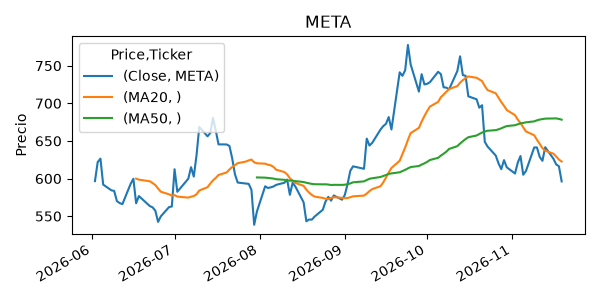 META
Price,Ticker
(Close, META)
(MA20, )
(MA50, )
Precio
750
700
650
600
550
2026-06
2026-07
2026-08
2026-09
2026-10
2026-11